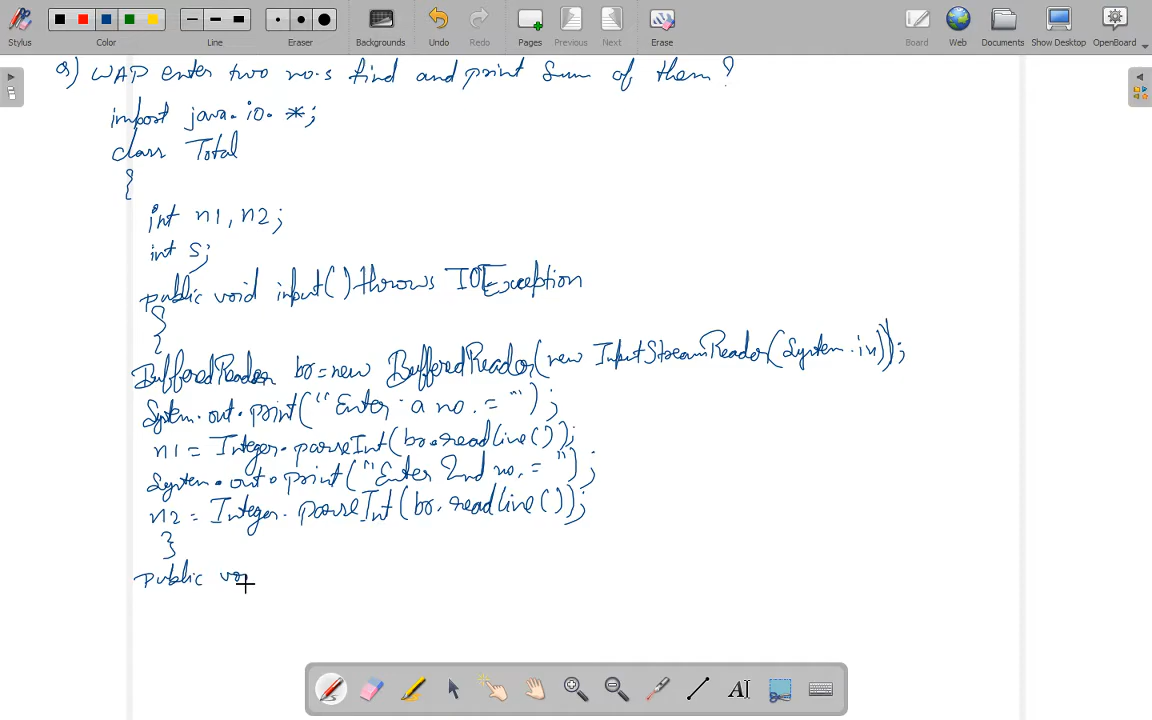 Stylus
Color
Line
Eraser
Backgrounds
Undo
Redo
Pages
Previous
Next
Erase
Board
Web
Documents
Show Desktop
OpenBoard
Q) WAP enter two no.s find and print Sum of them?
import java.io.*;
class Total
{
int n1, n2;
int s;
public void input() throws IOException
{
BufferedReader br = new BufferedReader(new InputStreamReader(System.in));
System.out.print("Enter a no. = ");
n1 = Integer.parseInt(br.readLine());
System.out.print("Enter 2nd no. = ");
n2 = Integer.parseInt(br.readLine());
}
public vo